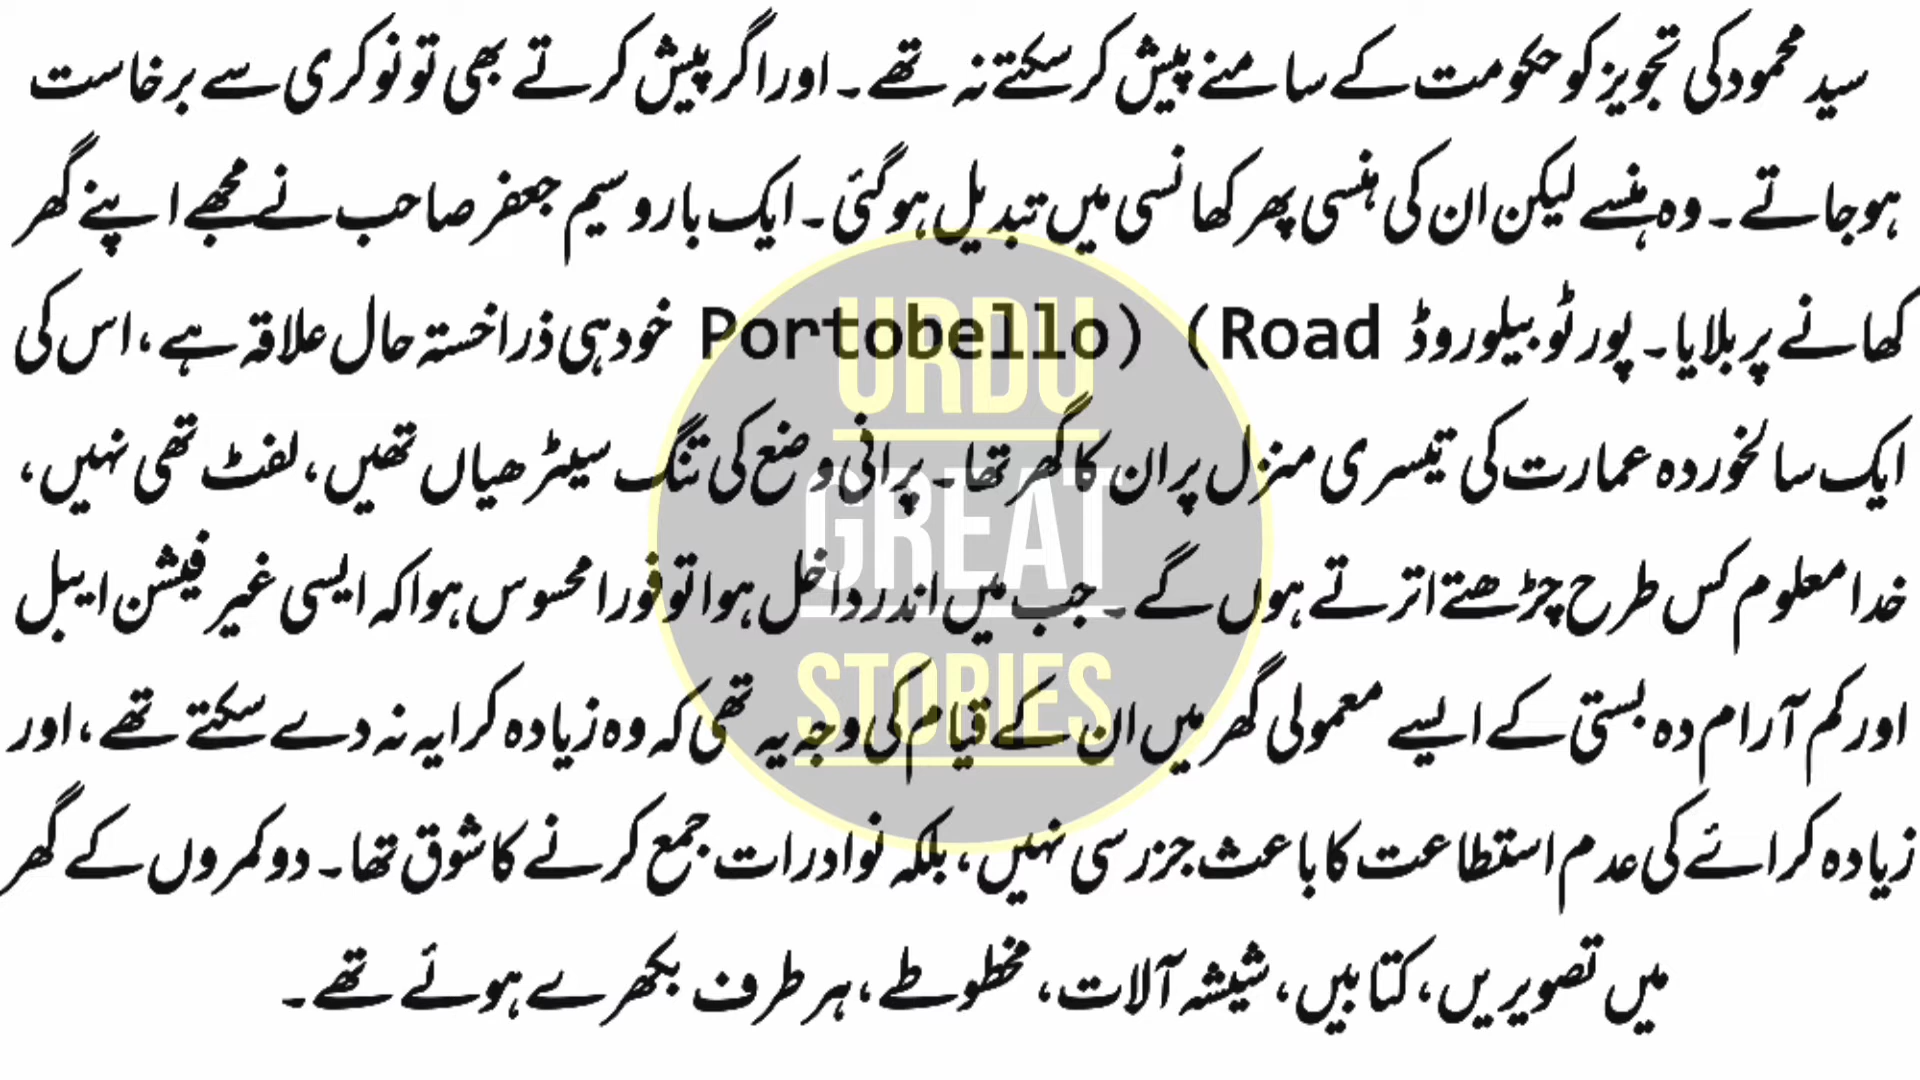 سید محمود کی تجویز کو حکومت کے سامنے پیش کر سکتے نہ تھے۔ اور اگر پیش کرتے بھی تو نوکری سے برخاست
ہوجاتے۔ وہ ہنسے لیکن ان کی ہنسی پھر کھانسی میں تبدیل ہوگئی۔ ایک بار وسیم جعفر صاحب نے مجھے اپنے گھر
کھانے پر بلایا۔ پورٹو بیلو روڈ Portobello) (Road خود ہی ذرا خستہ حال علاقہ ہے، اس کی
ایک سالخوردہ عمارت کی تیسری منزل پر ان کا گھر تھا۔ پرانی وضع کی تنگ سیڑھیاں تھیں، لفٹ تھی نہیں،
خدا معلوم کس طرح چڑھتے اترتے ہوں گے۔ جب میں اندر داخل ہوا تو فورا محسوس ہوا کہ ایسی غیر فیشن ایبل
اور کم آرام دہ بستی کے ایسے معمولی گھر میں ان کے قیام کی وجہ یہ تھی کہ وہ زیادہ کرایہ نہ دے سکتے تھے، اور
زیادہ کرائے کی عدم استطاعت کا باعث جزرسی نہیں، بلکہ نوادرات جمع کرنے کا شوق تھا۔ دو کمروں کے گھر
میں تصویریں، کتابیں، شیشہ آلات، مخطوطے، ہر طرف بکھرے ہوئے تھے۔
URDU
GREAT
STORIES